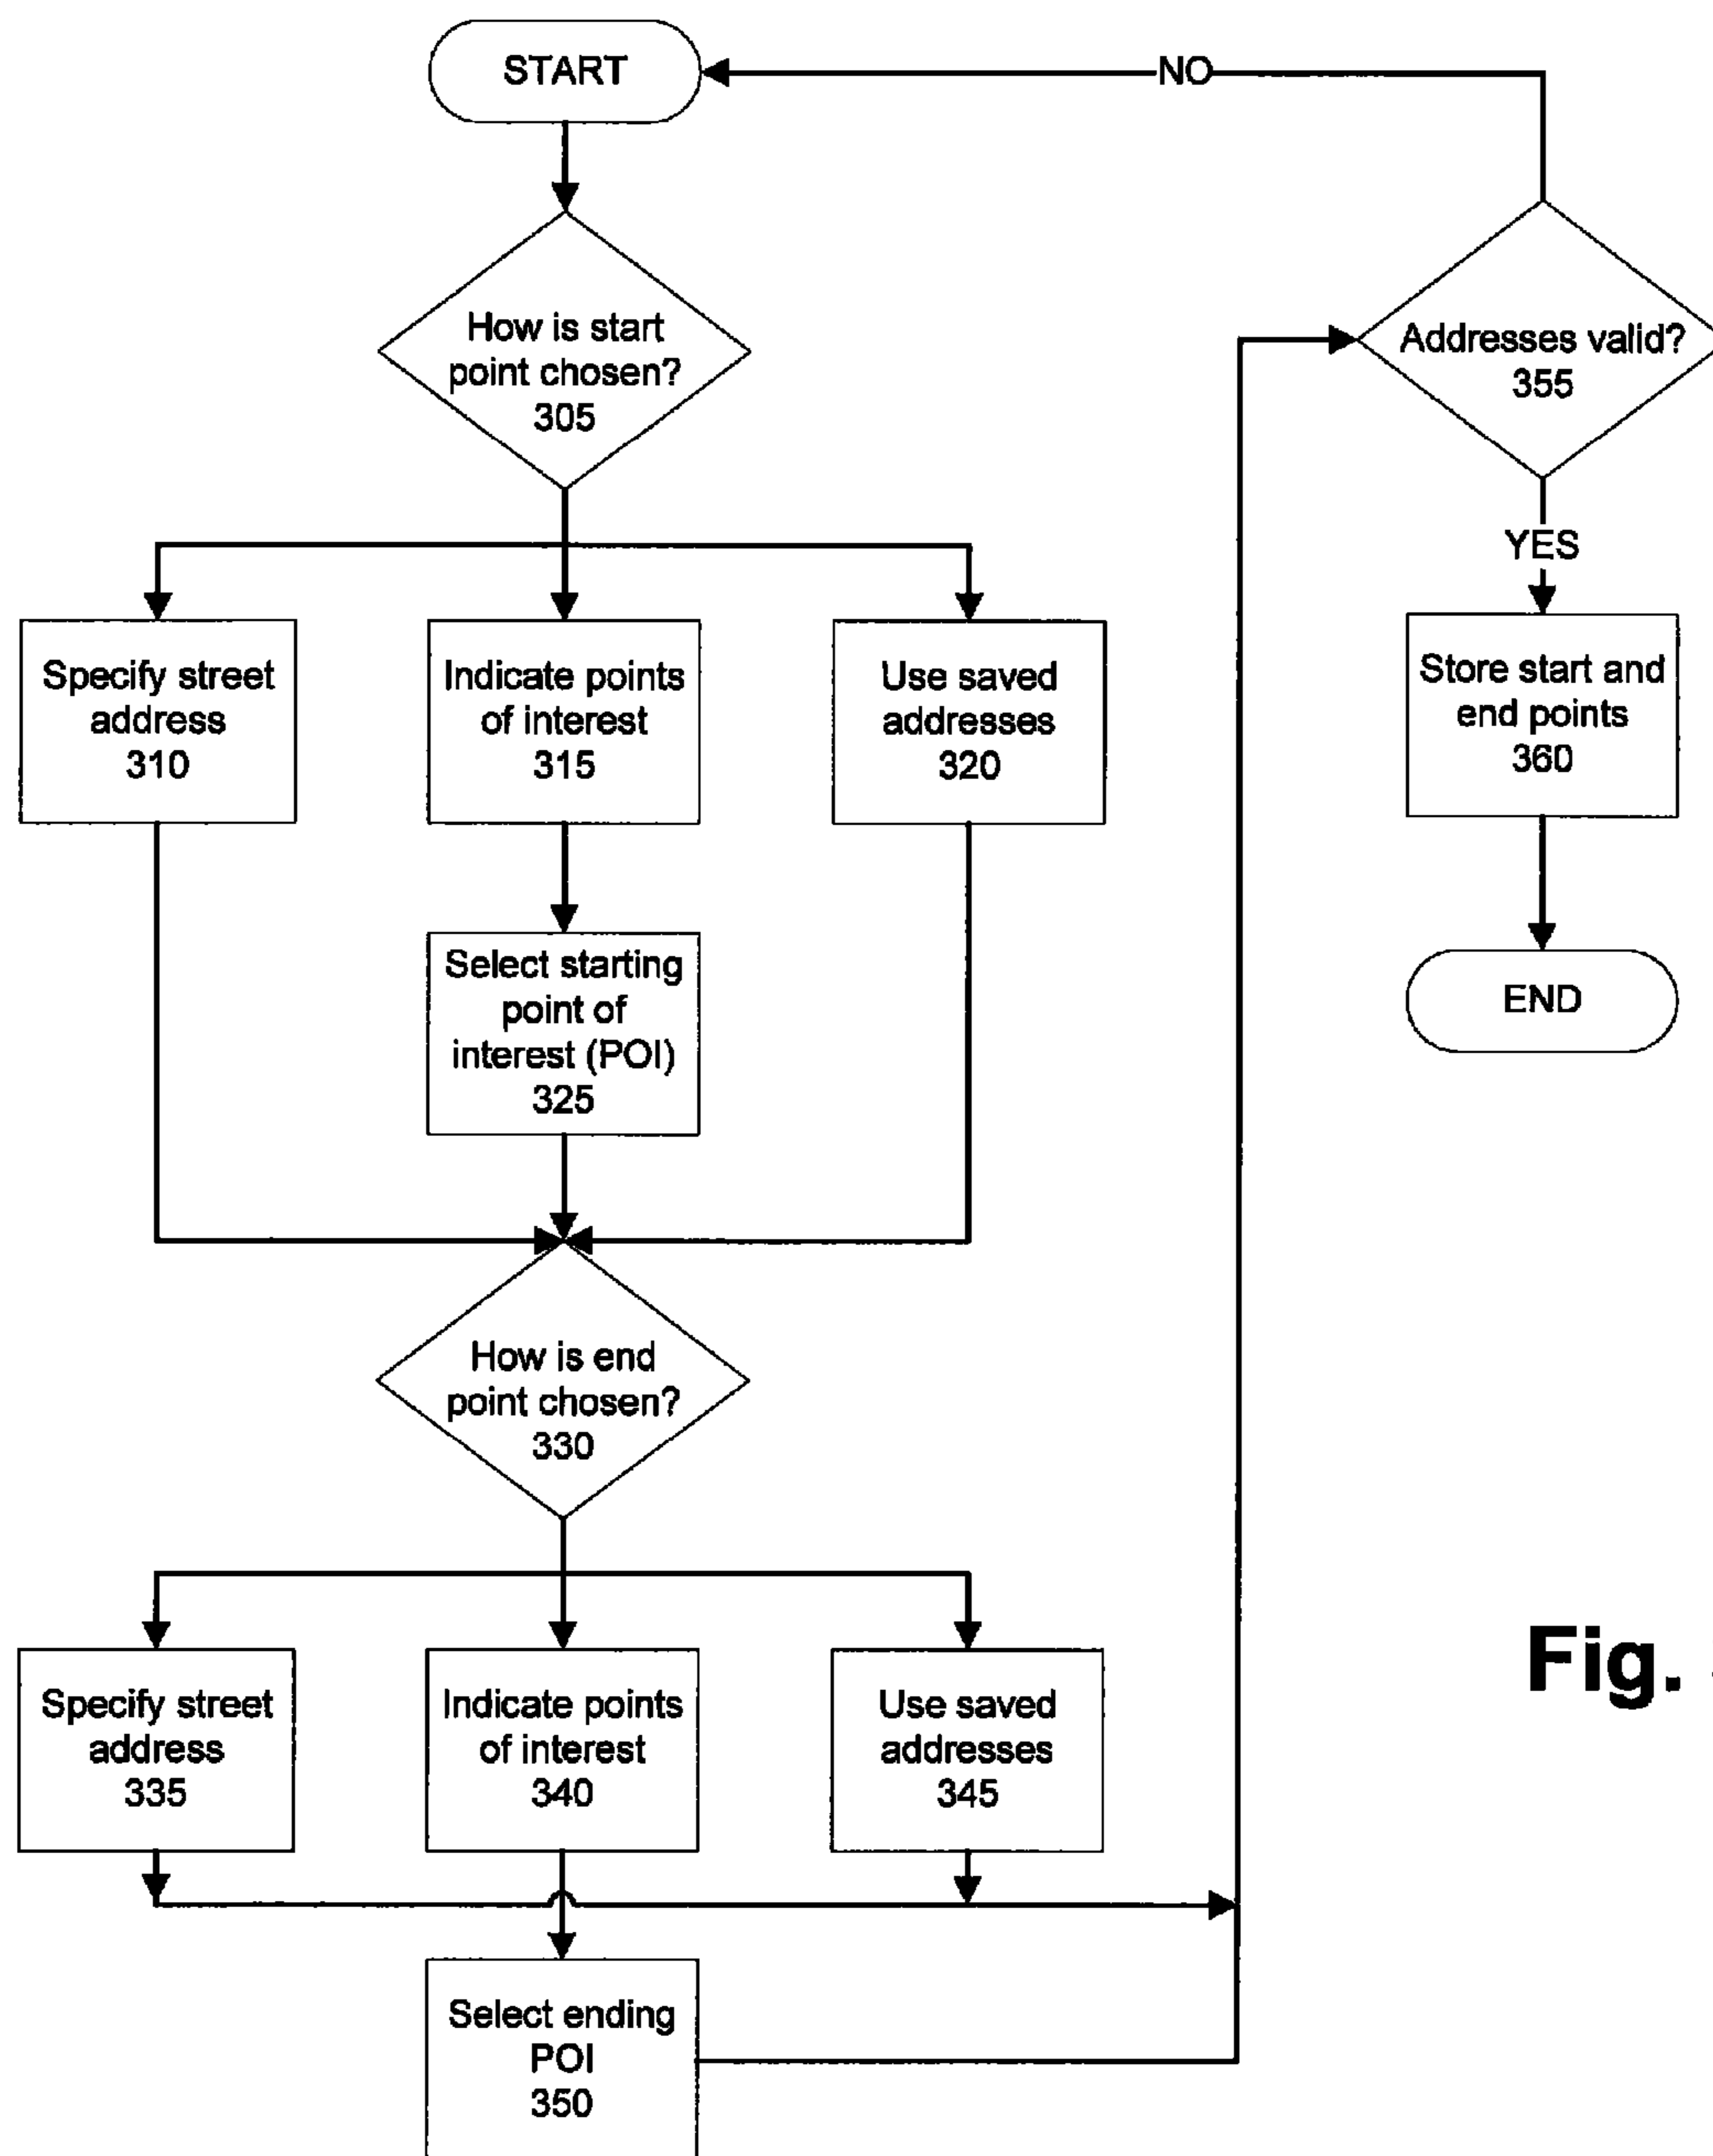 START
NO
How is start
point chosen?
305
Addresses valid?
355
YES
Specify street
address
310
Indicate points
of interest
315
Use saved
addresses
320
Store start and
end points
360
Select starting
point of
interest (POI)
325
END
How is end
point chosen?
330
Specify street
address
335
Indicate points
of interest
340
Use saved
addresses
345
Fig.
Select ending
POI
350